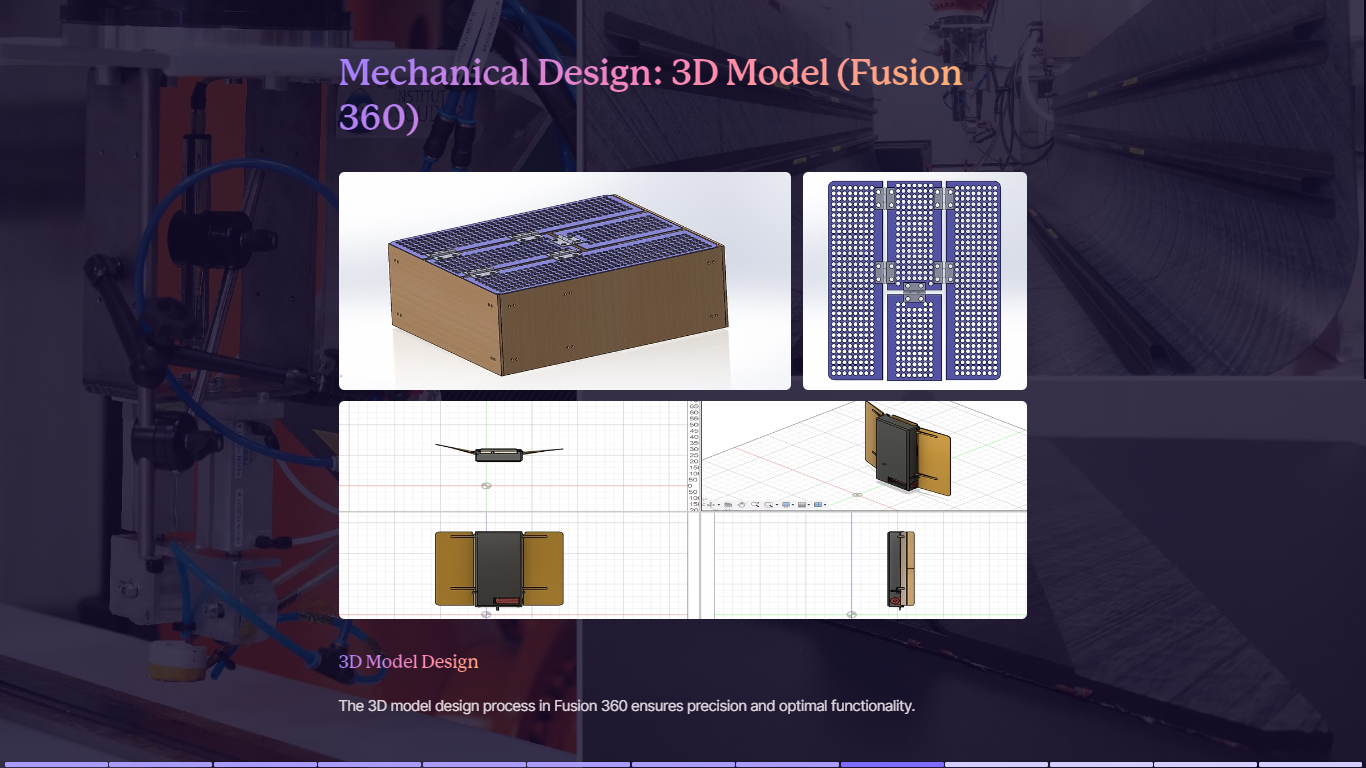 Mechanical Design: 3D Model (Fusion
360)
3D Model Design
The 3D model design process in Fusion 360 ensures precision and optimal functionality.